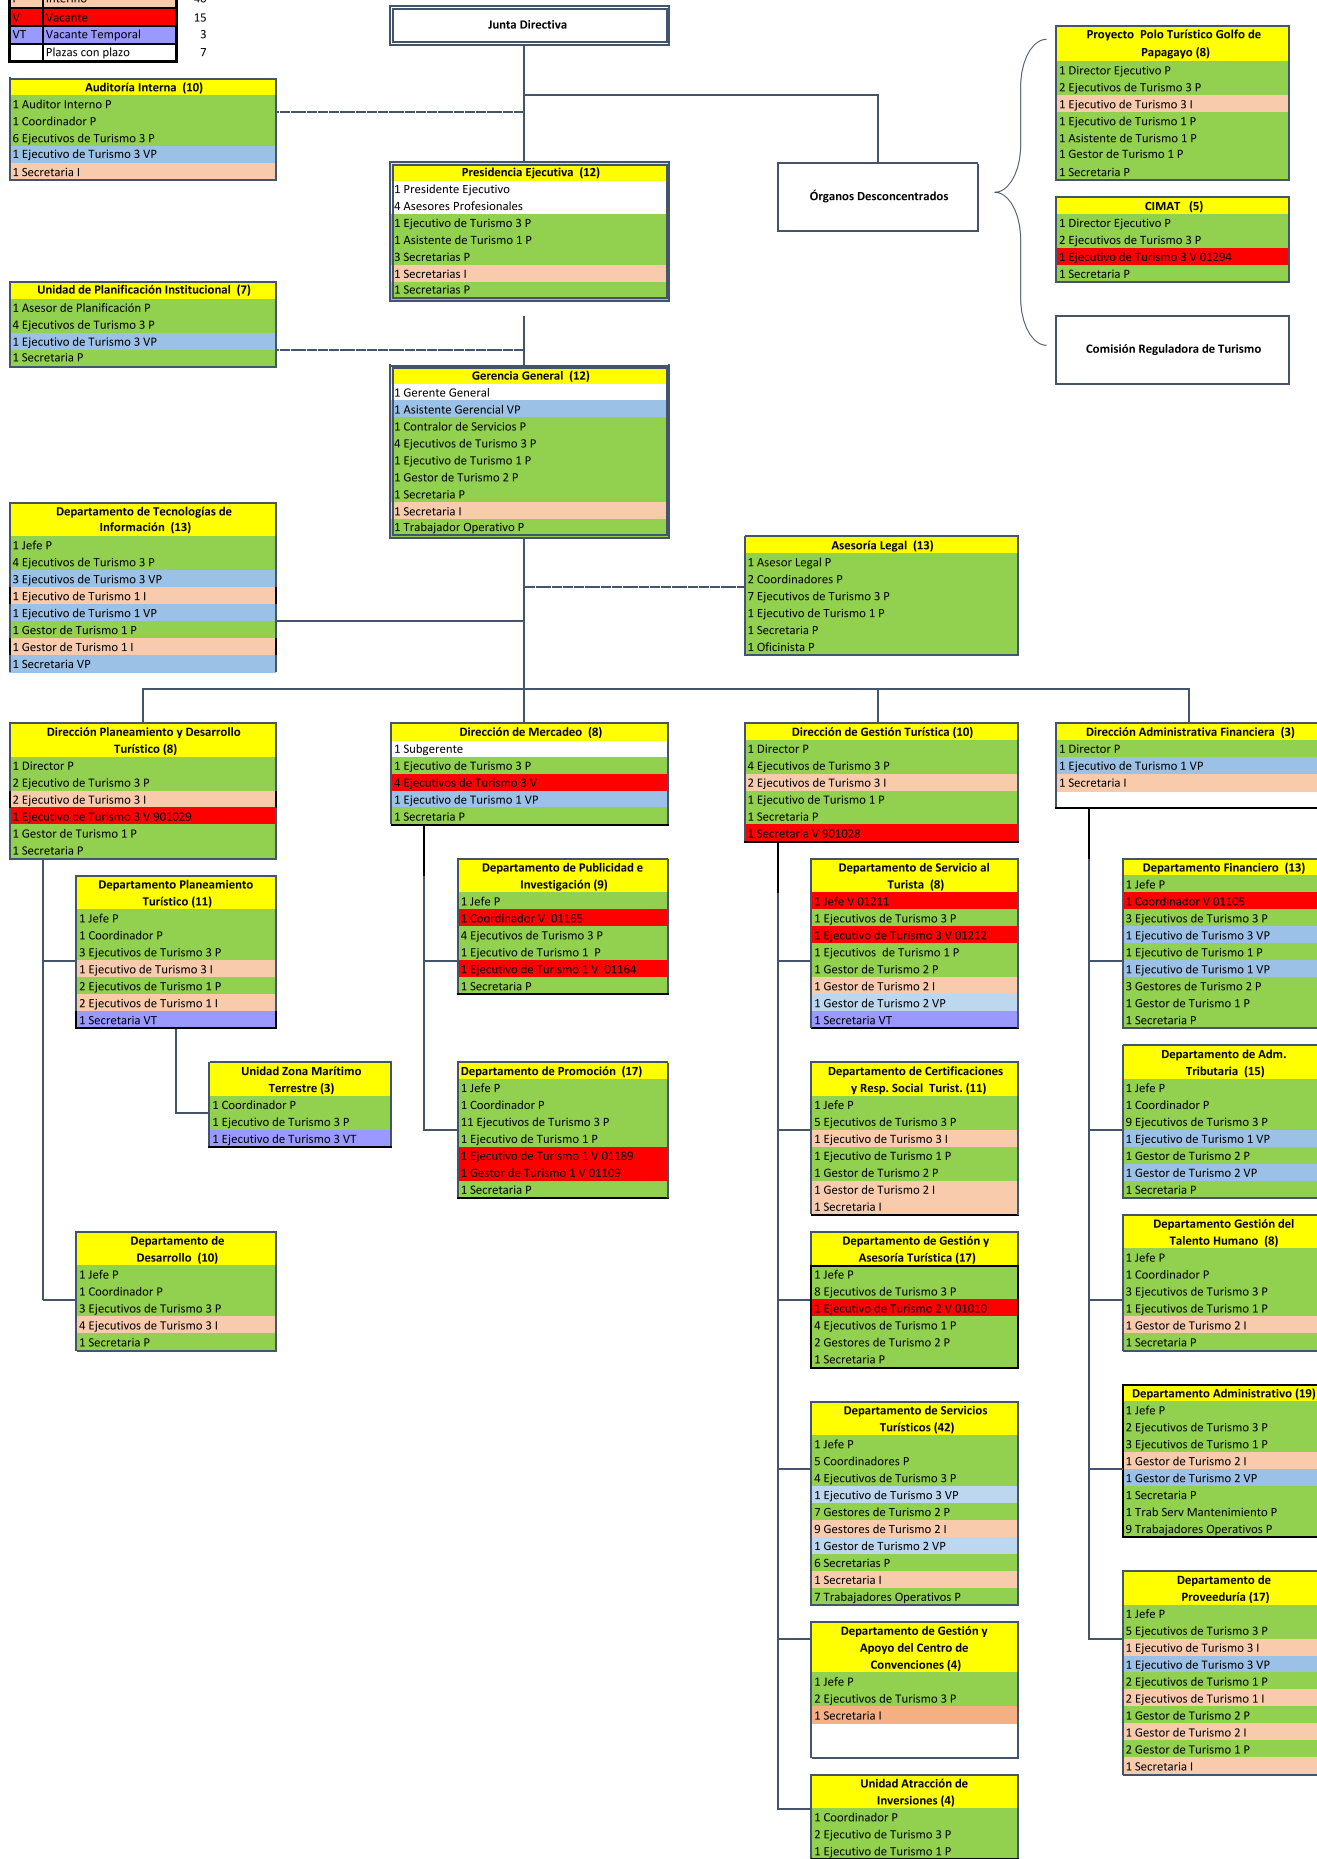 V Vacante 15
VT Vacante Temporal 3
Plazas con plazo 7
Junta Directiva
Auditoría Interna (10)
1 Auditor Interno P
1 Coordinador P
6 Ejecutivos de Turismo 3 P
1 Ejecutivo de Turismo 3 VP
1 Secretaria I
Presidencia Ejecutiva (12)
1 Presidente Ejecutivo
4 Asesores Profesionales
1 Ejecutivo de Turismo 3 P
1 Asistente de Turismo 1 P
3 Secretarias P
1 Secretarias I
1 Secretarias P
Órganos Desconcentrados
Proyecto Polo Turístico Golfo de
Papagayo (8)
1 Director Ejecutivo P
2 Ejecutivos de Turismo 3 P
1 Ejecutivo de Turismo 3 I
1 Ejecutivo de Turismo 1 P
1 Asistente de Turismo 1 P
1 Gestor de Turismo 1 P
1 Secretaria P
CIMAT (5)
1 Director Ejecutivo P
2 Ejecutivos de Turismo 3 P
1 Ejecutivo de Turismo 3 V 01294
1 Secretaria P
Comisión Reguladora de Turismo
Unidad de Planificación Institucional (7)
1 Asesor de Planificación P
4 Ejecutivos de Turismo 3 P
1 Ejecutivo de Turismo 3 VP
1 Secretaria P
Gerencia General (12)
1 Gerente General
1 Asistente Gerencial VP
1 Contralor de Servicios P
4 Ejecutivos de Turismo 3 P
1 Ejecutivo de Turismo 1 P
1 Gestor de Turismo 2 P
1 Secretaria P
1 Secretaria I
1 Trabajador Operativo P
Departamento de Tecnologías de
Información (13)
1 Jefe P
4 Ejecutivos de Turismo 3 P
3 Ejecutivos de Turismo 3 VP
1 Ejecutivo de Turismo 1 I
1 Ejecutivo de Turismo 1 VP
1 Gestor de Turismo 1 P
1 Gestor de Turismo 1 I
1 Secretaria VP
Asesoría Legal (13)
1 Asesor Legal P
2 Coordinadores P
7 Ejecutivos de Turismo 3 P
1 Ejecutivo de Turismo 1 P
1 Secretaria P
1 Oficinista P
Dirección Planeamiento y Desarrollo
Turístico (8)
1 Director P
2 Ejecutivo de Turismo 3 P
2 Ejecutivo de Turismo 3 I
1 Ejecutivo de Turismo 3 V 901029
1 Gestor de Turismo 1 P
1 Secretaria P
Departamento Planeamiento
Turístico (11)
1 Jefe P
1 Coordinador P
3 Ejecutivos de Turismo 3 P
1 Ejecutivo de Turismo 3 I
2 Ejecutivos de Turismo 1 P
2 Ejecutivos de Turismo 1 I
1 Secretaria VT
Unidad Zona Marítimo
Terrestre (3)
1 Coordinador P
1 Ejecutivo de Turismo 3 P
1 Ejecutivo de Turismo 3 VT
Departamento de
Desarrollo (10)
1 Jefe P
1 Coordinador P
3 Ejecutivos de Turismo 3 P
4 Ejecutivos de Turismo 3 I
1 Secretaria P
Dirección de Mercadeo (8)
1 Subgerente
1 Ejecutivo de Turismo 3 P
4 Ejecutivos de Turismo 3 V
1 Ejecutivo de Turismo 1 VP
1 Secretaria P
Departamento de Publicidad e
Investigación (9)
1 Jefe P
1 Coordinador V 01165
4 Ejecutivos de Turismo 3 P
1 Ejecutivo de Turismo 1 P
1 Ejecutivo de Turismo 1 V 01164
1 Secretaria P
Departamento de Promoción (17)
1 Jefe P
1 Coordinador P
11 Ejecutivos de Turismo 3 P
1 Ejecutivo de Turismo 1 P
1 Ejecutivo de Turismo 1 V 01189
1 Gestor de Turismo 1 V 01109
1 Secretaria P
Dirección de Gestión Turística (10)
1 Director P
4 Ejecutivos de Turismo 3 P
2 Ejecutivos de Turismo 3 I
1 Ejecutivo de Turismo 1 P
1 Secretaria P
1 Secretaria V 901028
Departamento de Servicio al
Turista (8)
1 Jefe V 01211
1 Ejecutivos de Turismo 3 P
1 Ejecutivo de Turismo 3 V 01212
1 Ejecutivos de Turismo 1 P
1 Gestor de Turismo 2 P
1 Gestor de Turismo 2 I
1 Gestor de Turismo 2 VP
1 Secretaria VT
Departamento de Certificaciones
y Resp. Social Turist. (11)
1 Jefe P
5 Ejecutivos de Turismo 3 P
1 Ejecutivo de Turismo 3 I
1 Ejecutivo de Turismo 1 P
1 Gestor de Turismo 2 P
1 Gestor de Turismo 2 I
1 Secretaria I
Departamento de Gestión y
Asesoría Turística (17)
1 Jefe P
8 Ejecutivos de Turismo 3 P
1 Ejecutivo de Turismo 2 V 01010
4 Ejecutivos de Turismo 1 P
2 Gestores de Turismo 2 P
1 Secretaria P
Departamento de Servicios
Turísticos (42)
1 Jefe P
5 Coordinadores P
4 Ejecutivos de Turismo 3 P
1 Ejecutivo de Turismo 3 VP
7 Gestores de Turismo 2 P
9 Gestores de Turismo 2 I
1 Gestor de Turismo 2 VP
6 Secretarias P
1 Secretaria I
7 Trabajadores Operativos P
Departamento de Gestión y
Apoyo del Centro de
Convenciones (4)
1 Jefe P
2 Ejecutivos de Turismo 3 P
1 Secretaria I
Unidad Atracción de
Inversiones (4)
1 Coordinador P
2 Ejecutivo de Turismo 3 P
1 Ejecutivo de Turismo 1 P
Dirección Administrativa Financiera (3)
1 Director P
1 Ejecutivo de Turismo 1 VP
1 Secretaria I
Departamento Financiero (13)
1 Jefe P
1 Coordinador V 01105
3 Ejecutivos de Turismo 3 P
1 Ejecutivo de Turismo 3 VP
1 Ejecutivo de Turismo 1 P
1 Ejecutivo de Turismo 1 VP
3 Gestores de Turismo 2 P
1 Gestor de Turismo 1 P
1 Secretaria P
Departamento de Adm.
Tributaria (15)
1 Jefe P
1 Coordinador P
9 Ejecutivos de Turismo 3 P
1 Ejecutivo de Turismo 1 VP
1 Gestor de Turismo 2 P
1 Gestor de Turismo 2 VP
1 Secretaria P
Departamento Gestión del
Talento Humano (8)
1 Jefe P
1 Coordinador P
3 Ejecutivos de Turismo 3 P
1 Ejecutivos de Turismo 1 P
1 Gestor de Turismo 2 I
1 Secretaria P
Departamento Administrativo (19)
1 Jefe P
2 Ejecutivos de Turismo 3 P
3 Ejecutivos de Turismo 1 P
1 Gestor de Turismo 2 I
1 Gestor de Turismo 2 VP
1 Secretaria P
1 Trab Serv Mantenimiento P
9 Trabajadores Operativos P
Departamento de
Proveeduría (17)
1 Jefe P
5 Ejecutivos de Turismo 3 P
1 Ejecutivo de Turismo 3 I
1 Ejecutivo de Turismo 3 VP
2 Ejecutivos de Turismo 1 P
2 Ejecutivos de Turismo 1 I
1 Gestor de Turismo 2 P
1 Gestor de Turismo 2 I
2 Gestor de Turismo 1 P
1 Secretaria I